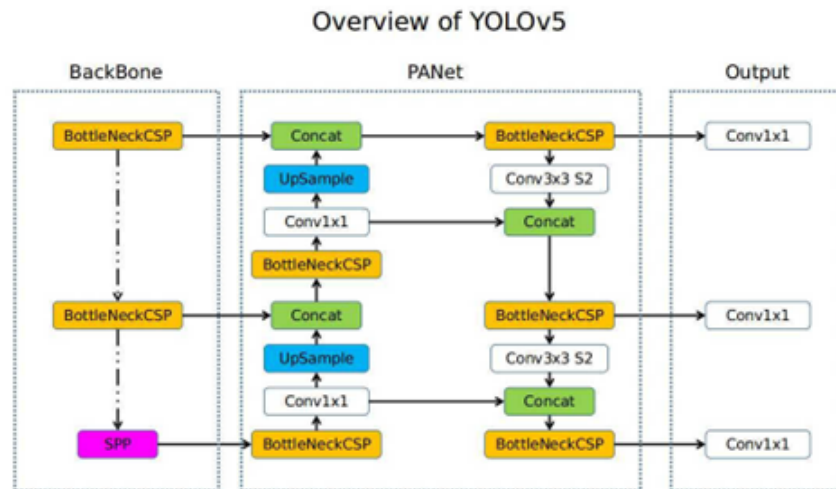 Overview of YOLOv5
BackBone
PANet
Output
BottleNeckCSP
Concat
BottleNeckCSP
Conv1x1
UpSample
Conv3x3 S2
Conv1x1
Concat
BottleNeckCSP
BottleNeckCSP
Concat
BottleNeckCSP
Conv1x1
UpSample
Conv3x3 S2
Conv1x1
Concat
SPP
BottleNeckCSP
BottleNeckCSP
Conv1x1